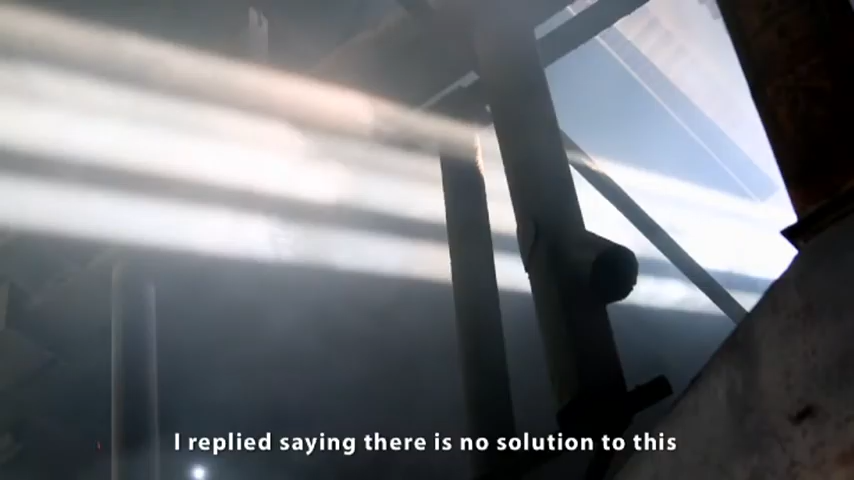 I replied saying there is no solution to this